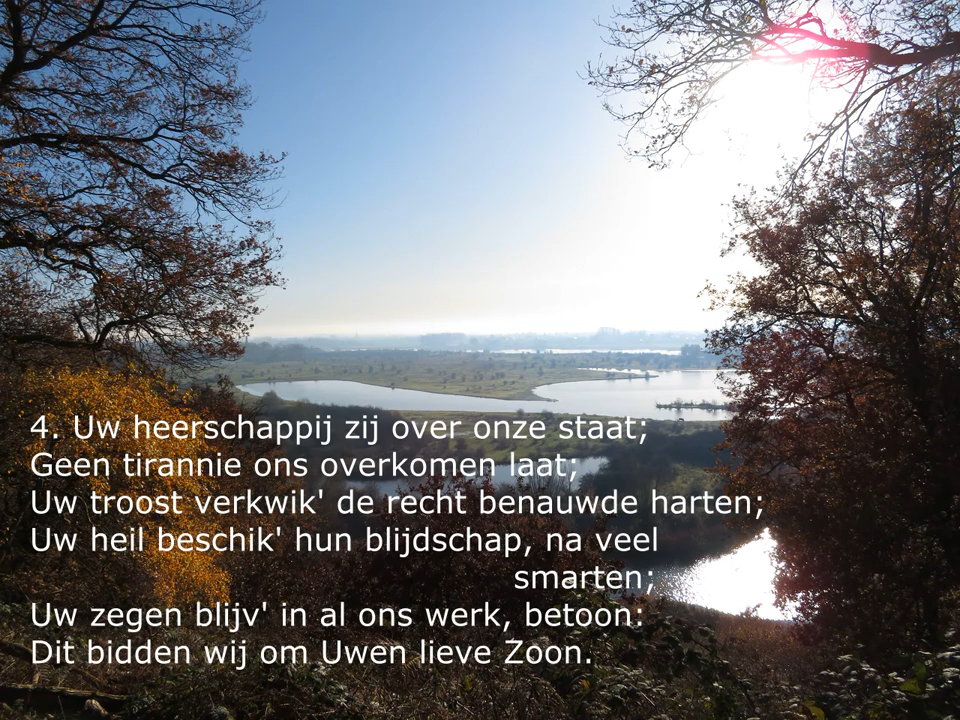 4. Uw heerschappij zij over onze staat;
Geen tirannie ons overkomen laat;
Uw troost verkwik' de recht benauwde harten;
Uw heil beschik' hun blijdschap, na veel
smarten;
Uw zegen blijv' in al ons werk, betoon:
Dit bidden wij om Uwen lieve Zoon.